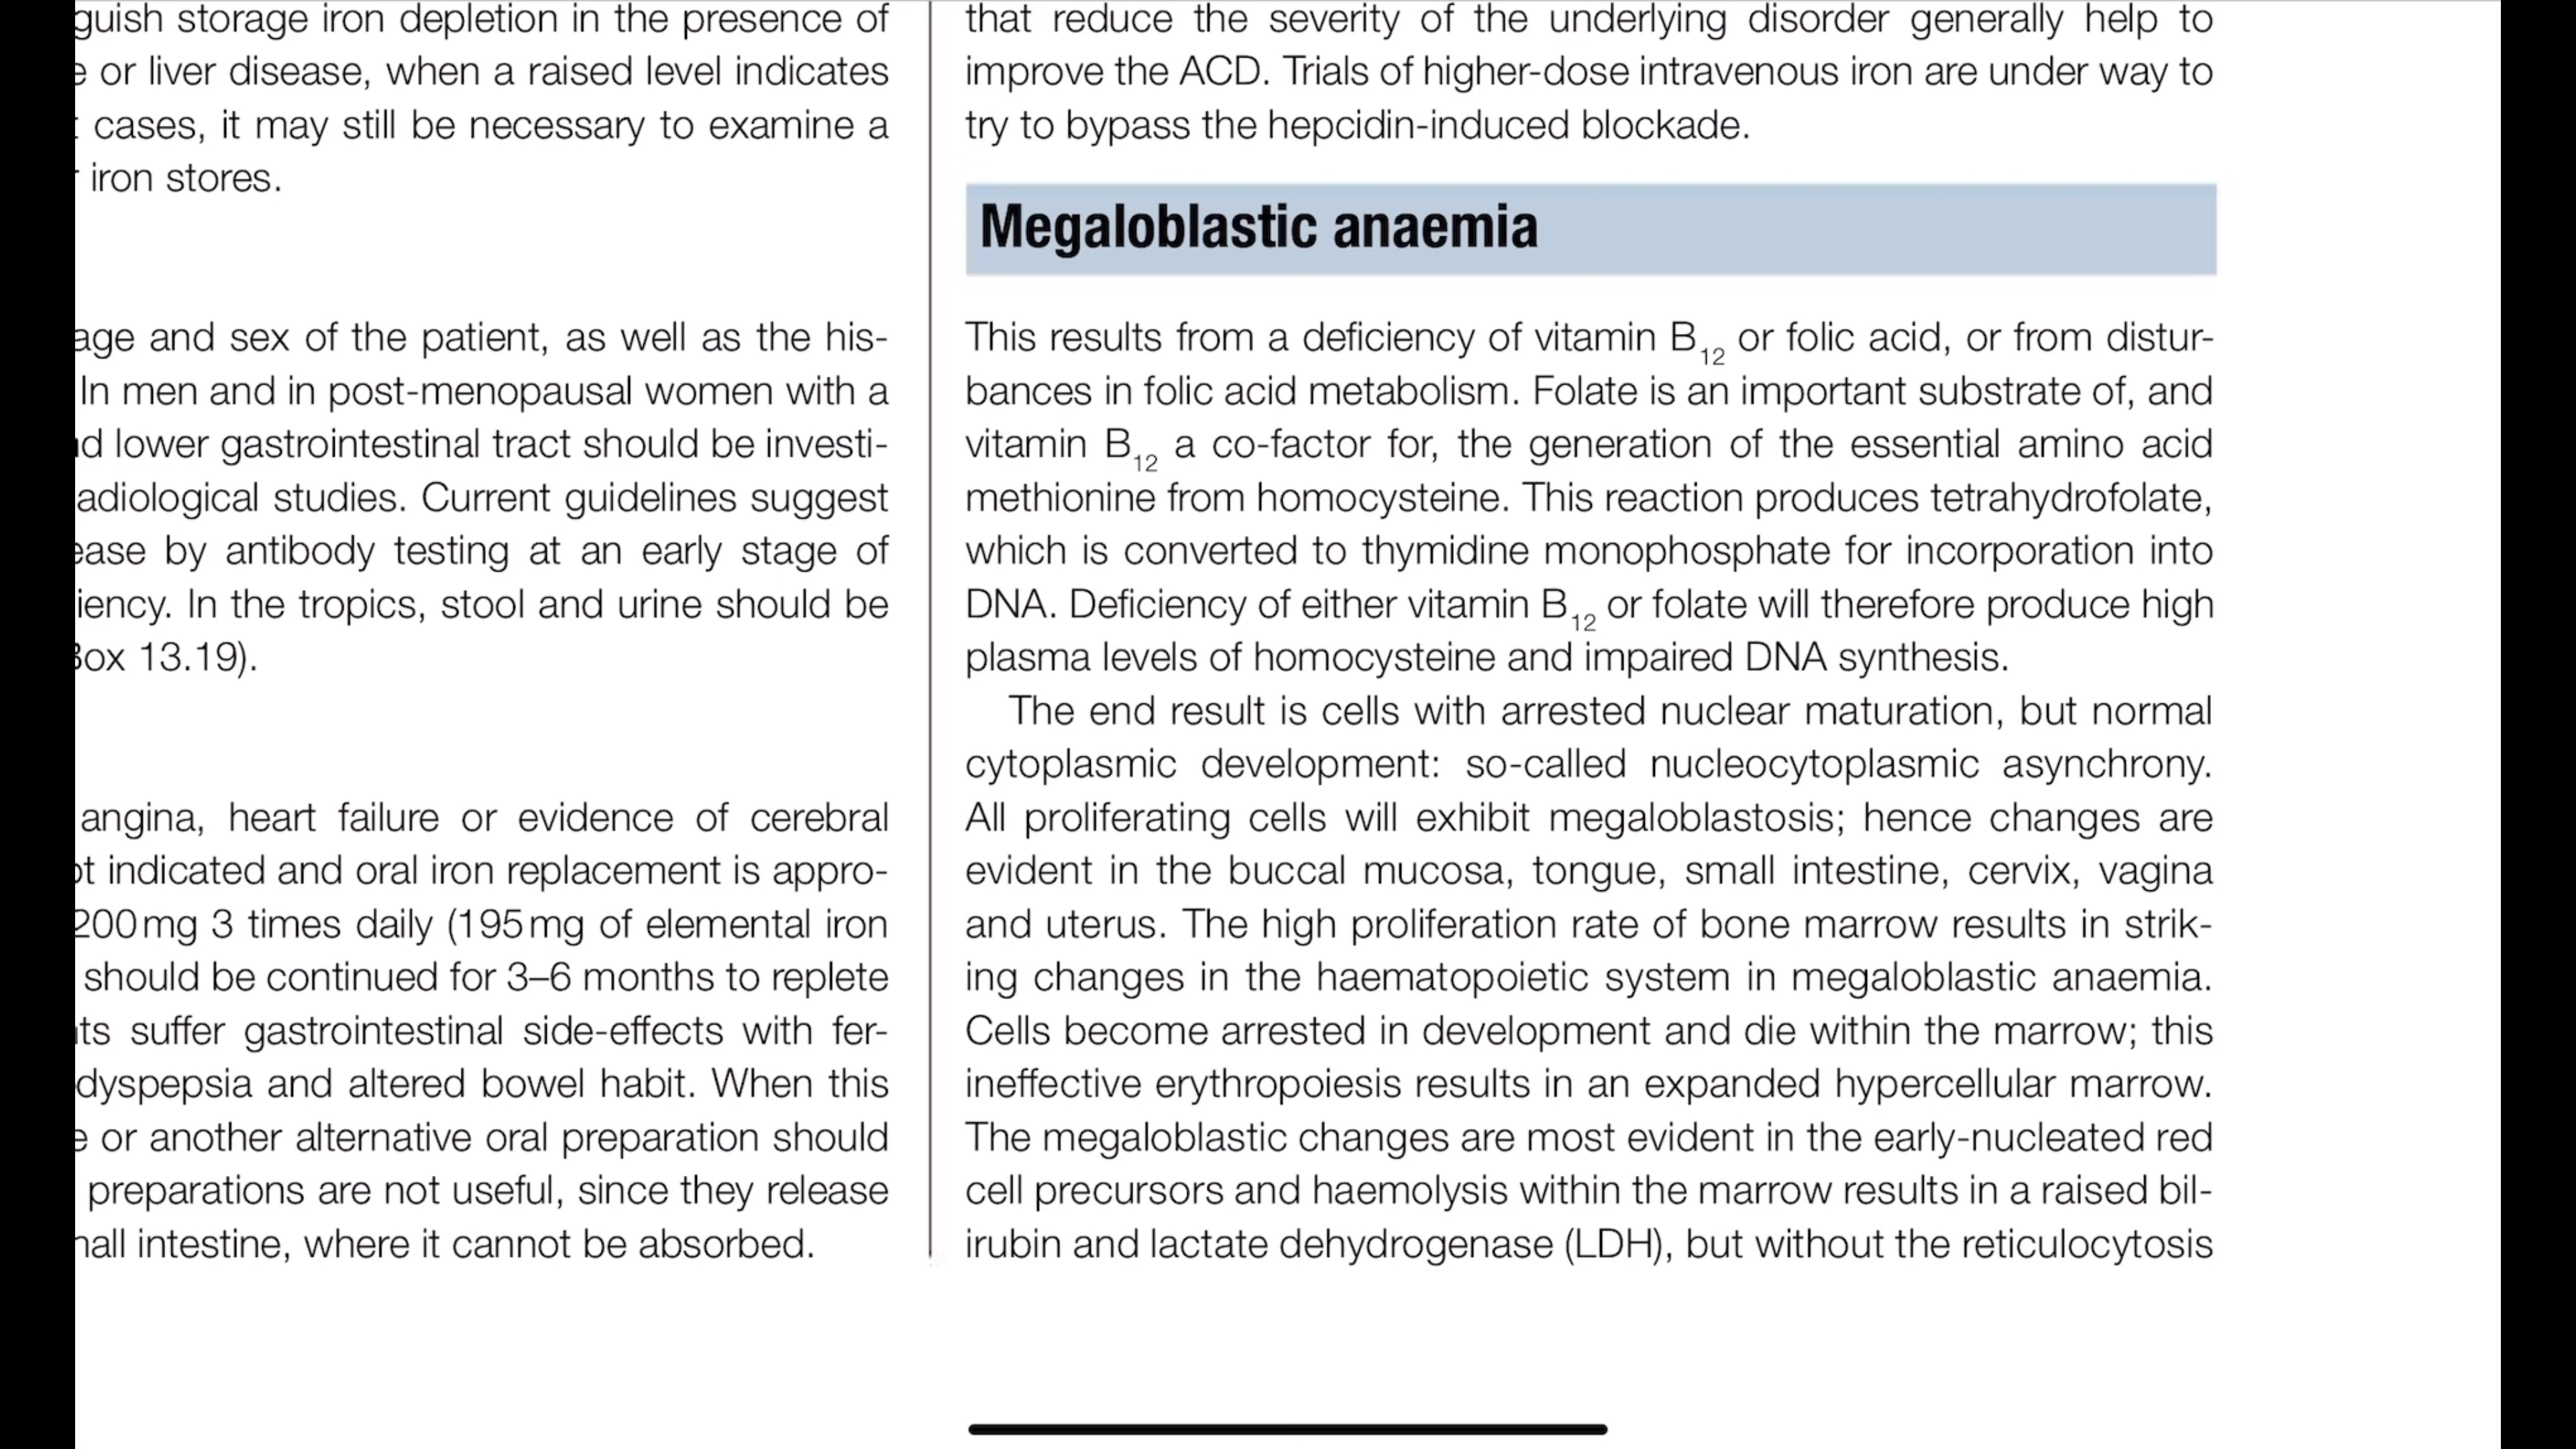 guish storage iron depletion in the presence of
or liver disease, when a raised level indicates
cases, it may still be necessary to examine a
iron stores.
age and sex of the patient, as well as the his-
In men and in post-menopausal women with a
lower gastrointestinal tract should be investi-
adiological studies. Current guidelines suggest
ease by antibody testing at an early stage of
iency. In the tropics, stool and urine should be
Box 13.19).
angina, heart failure or evidence of cerebral
indicated and oral iron replacement is appro-
200 mg 3 times daily (195 mg of elemental iron
should be continued for 3–6 months to replete
ts suffer gastrointestinal side-effects with fer-
dyspepsia and altered bowel habit. When this
or another alternative oral preparation should
preparations are not useful, since they release
all intestine, where it cannot be absorbed.
that reduce the severity of the underlying disorder generally help to
improve the ACD. Trials of higher-dose intravenous iron are under way to
try to bypass the hepcidin-induced blockade.
Megaloblastic anaemia
This results from a deficiency of vitamin B12 or folic acid, or from distur-
bances in folic acid metabolism. Folate is an important substrate of, and
vitamin B12 a co-factor for, the generation of the essential amino acid
methionine from homocysteine. This reaction produces tetrahydrofolate,
which is converted to thymidine monophosphate for incorporation into
DNA. Deficiency of either vitamin B12 or folate will therefore produce high
plasma levels of homocysteine and impaired DNA synthesis.
The end result is cells with arrested nuclear maturation, but normal
cytoplasmic development: so-called nucleocytoplasmic asynchrony.
All proliferating cells will exhibit megaloblastosis; hence changes are
evident in the buccal mucosa, tongue, small intestine, cervix, vagina
and uterus. The high proliferation rate of bone marrow results in strik-
ing changes in the haematopoietic system in megaloblastic anaemia.
Cells become arrested in development and die within the marrow; this
ineffective erythropoiesis results in an expanded hypercellular marrow.
The megaloblastic changes are most evident in the early-nucleated red
cell precursors and haemolysis within the marrow results in a raised bil-
irubin and lactate dehydrogenase (LDH), but without the reticulocytosis